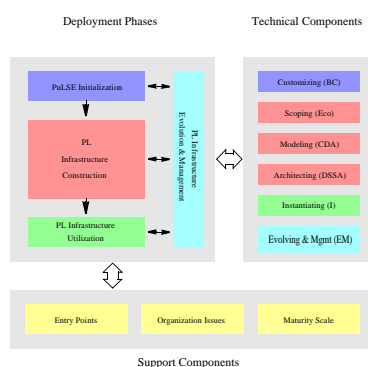 Deployment Phases
Technical Components
PuLSE Initialization
PL
Infrastructure
Construction
PL Infrastructure
Utilization
PL Infrastructure
Evolution & Management
Customizing (BC)
Scoping (Eco)
Modeling (CDA)
Architecting (DSSA)
Instantiating (I)
Evolving & Mgmt (EM)
Entry Points
Organization Issues
Maturity Scale
Support Components